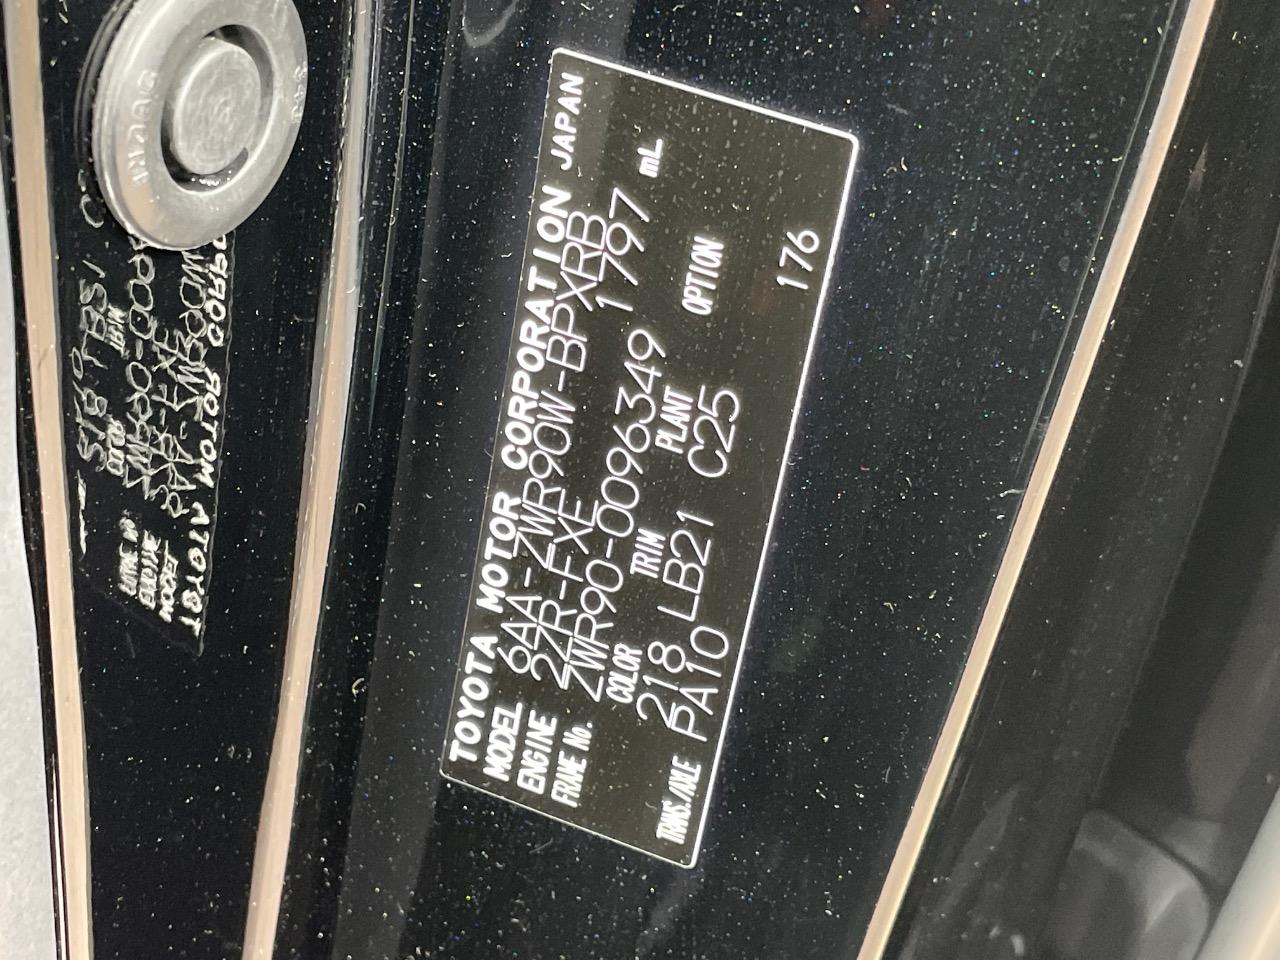 TOYOTA MOTOR CORPORATION JAPAN
MODEL 6AA-ZWR90W-BPXRB
ENGINE 2ZR-FXE 1797 mL
FRAME No. ZWR90-0096349
COLOR TRIM PLANT OPTION
218 LB21 C25
TRANS./AXLE PA10 176